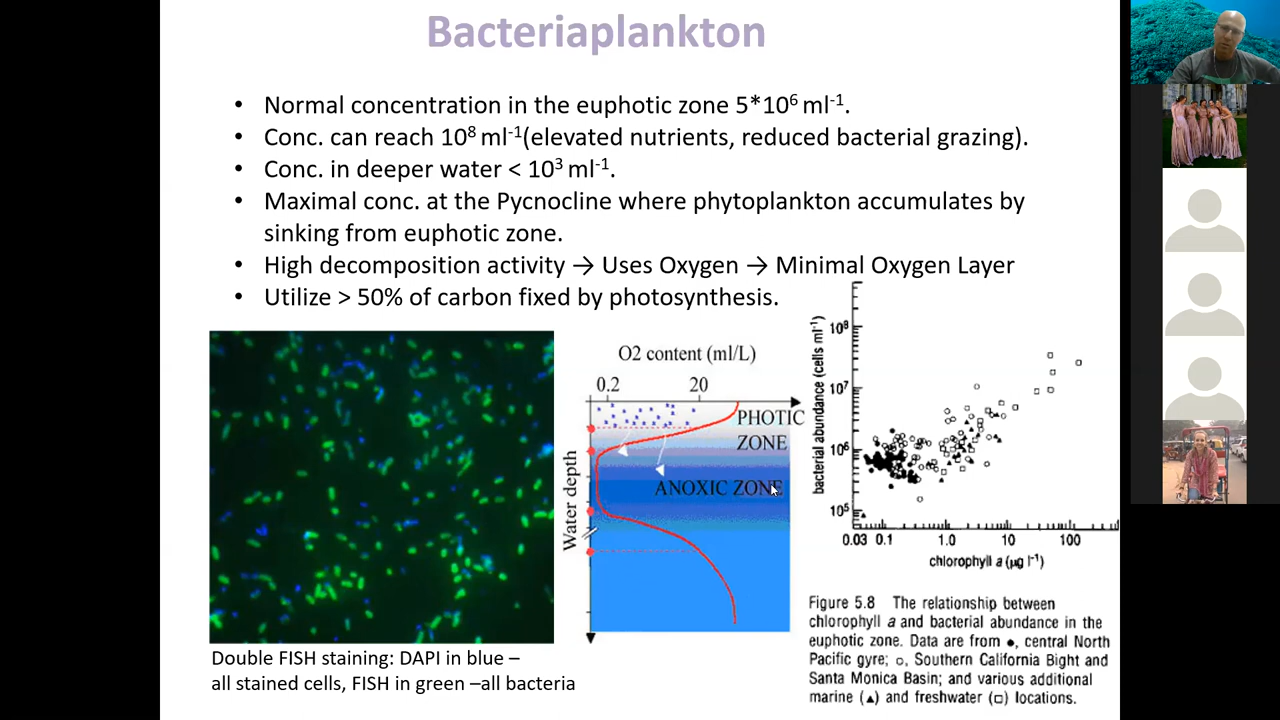 Bacteriaplankton
• Normal concentration in the euphotic zone 5*10⁶ ml⁻¹.
• Conc. can reach 10⁸ ml⁻¹(elevated nutrients, reduced bacterial grazing).
• Conc. in deeper water < 10³ ml⁻¹.
• Maximal conc. at the Pycnocline where phytoplankton accumulates by
sinking from euphotic zone.
• High decomposition activity → Uses Oxygen → Minimal Oxygen Layer
• Utilize > 50% of carbon fixed by photosynthesis.
Double FISH staining: DAPI in blue –
all stained cells, FISH in green –all bacteria
O2 content (ml/L)
0.2 20
PHOTIC
ZONE
ANOXIC ZONE
Water depth
bacterial abundance (cells ml⁻¹)
10⁸
10⁷
10⁶
10⁵
0.03 0.1 1.0 10 100
chlorophyll a (µg l⁻¹)
Figure 5.8 The relationship between
chlorophyll a and bacterial abundance in the
euphotic zone. Data are from ●, central North
Pacific gyre; ○, Southern California Bight and
Santa Monica Basin; and various additional
marine (▲) and freshwater (□) locations.